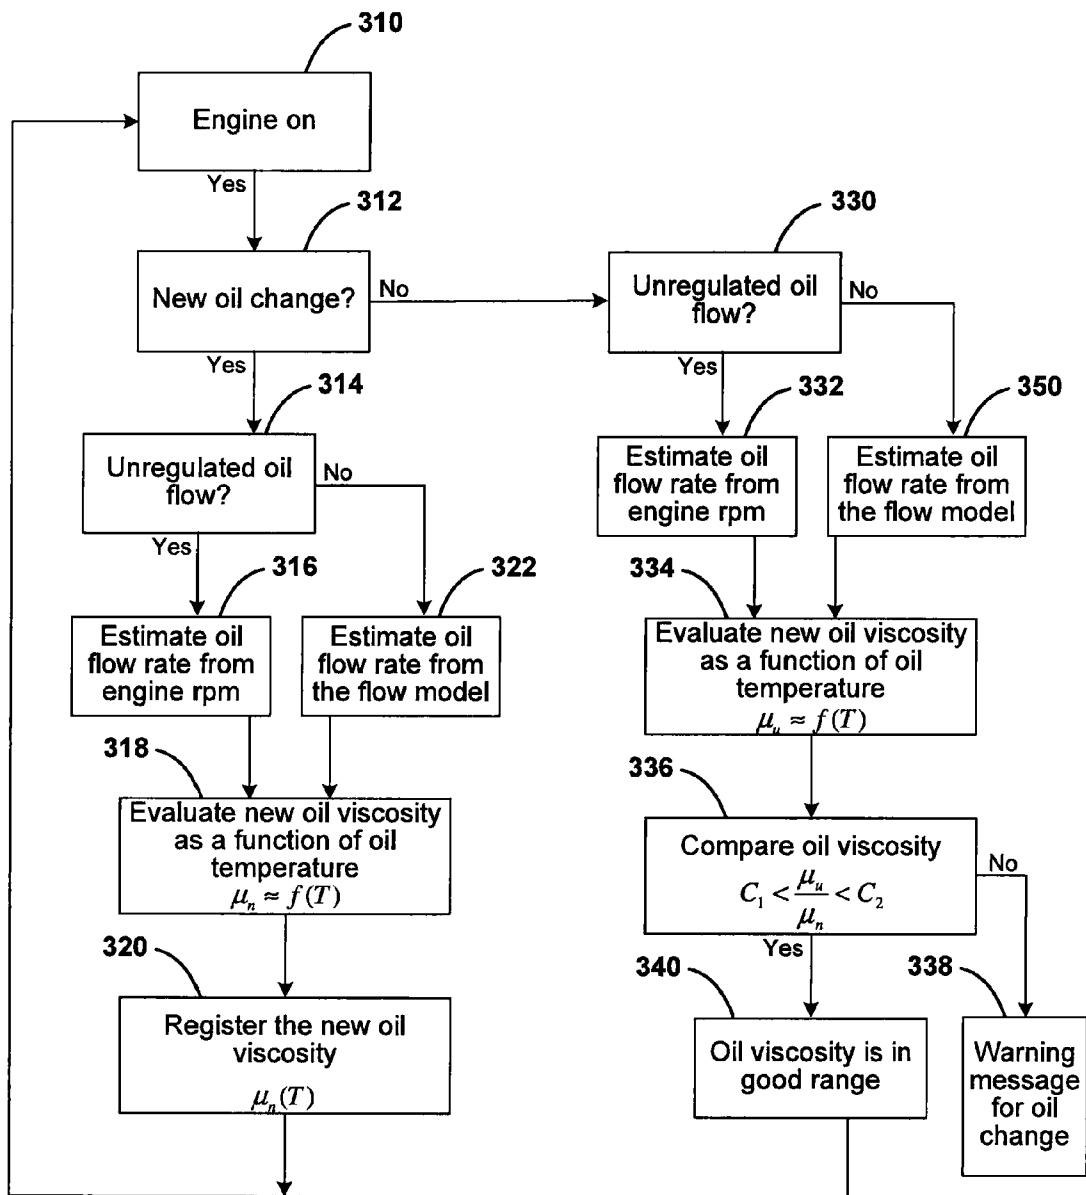 310
Engine on
Yes
312
New oil change?
No
Yes
314
Unregulated oil
flow?
No
Yes
316
Estimate oil
flow rate from
engine rpm
322
Estimate oil
flow rate from
the flow model
318
Evaluate new oil viscosity
as a function of oil
temperature
μₙ ≈ f(T)
320
Register the new oil
viscosity
μₙ(T)
330
Unregulated oil
flow?
No
Yes
332
Estimate oil
flow rate from
engine rpm
350
Estimate oil
flow rate from
the flow model
334
Evaluate new oil viscosity
as a function of oil
temperature
μᵤ ≈ f(T)
336
Compare oil viscosity
C₁ < μᵤ/μₙ < C₂
No
Yes
340
Oil viscosity is in
good range
338
Warning
message
for oil
change